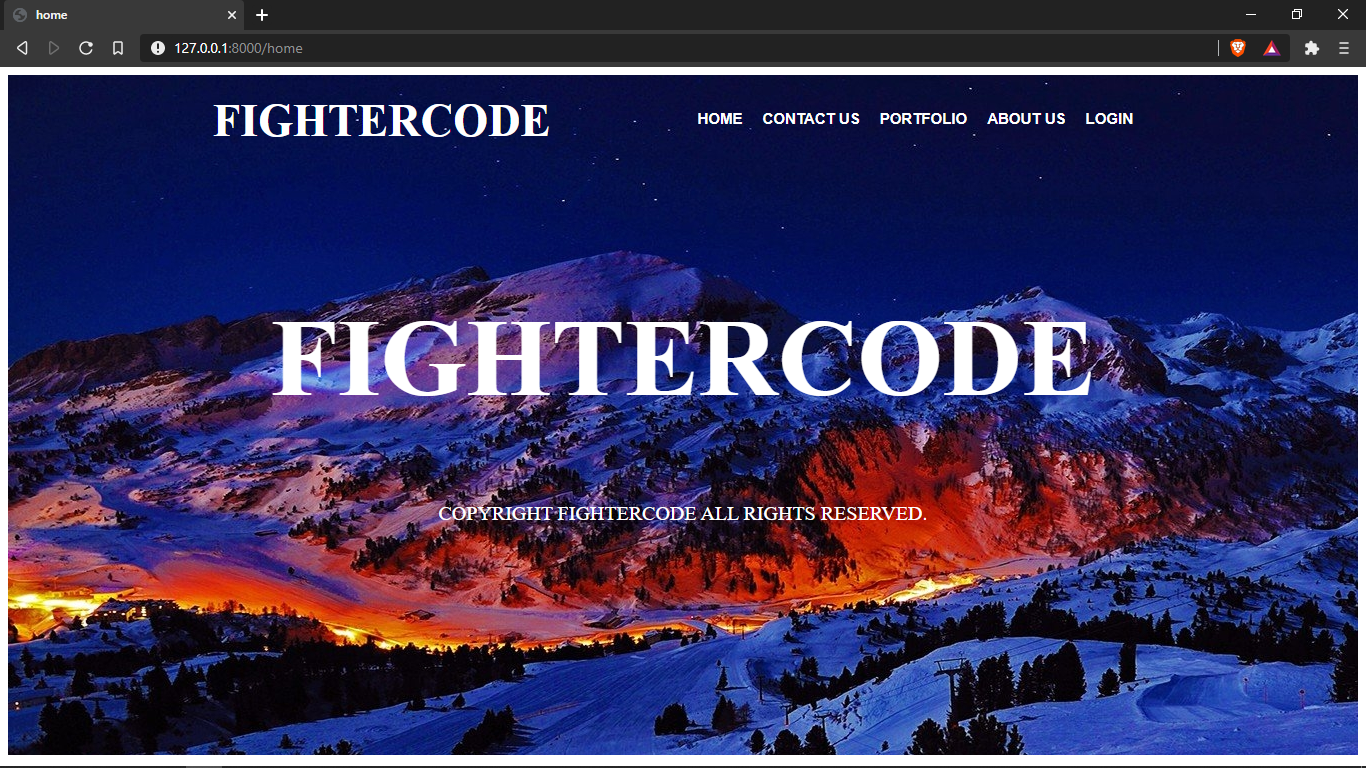 home
127.0.0.1:8000/home
FIGHTERCODE
HOME CONTACT US PORTFOLIO ABOUT US LOGIN
FIGHTERCODE
COPYRIGHT FIGHTERCODE ALL RIGHTS RESERVED.